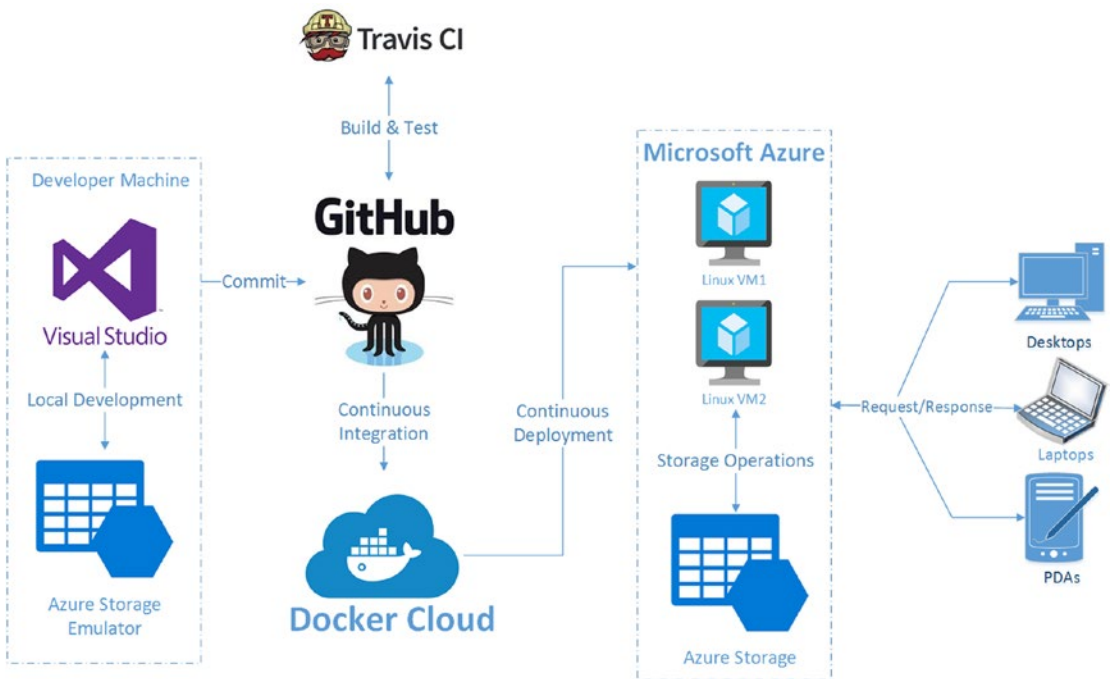 Travis CI
Build & Test
Developer Machine
Visual Studio
Local Development
Azure Storage
Emulator
Commit
GitHub
Continuous
Integration
Docker Cloud
Continuous
Deployment
Microsoft Azure
Linux VM1
Linux VM2
Storage Operations
Azure Storage
Request/Response
Desktops
Laptops
PDAs